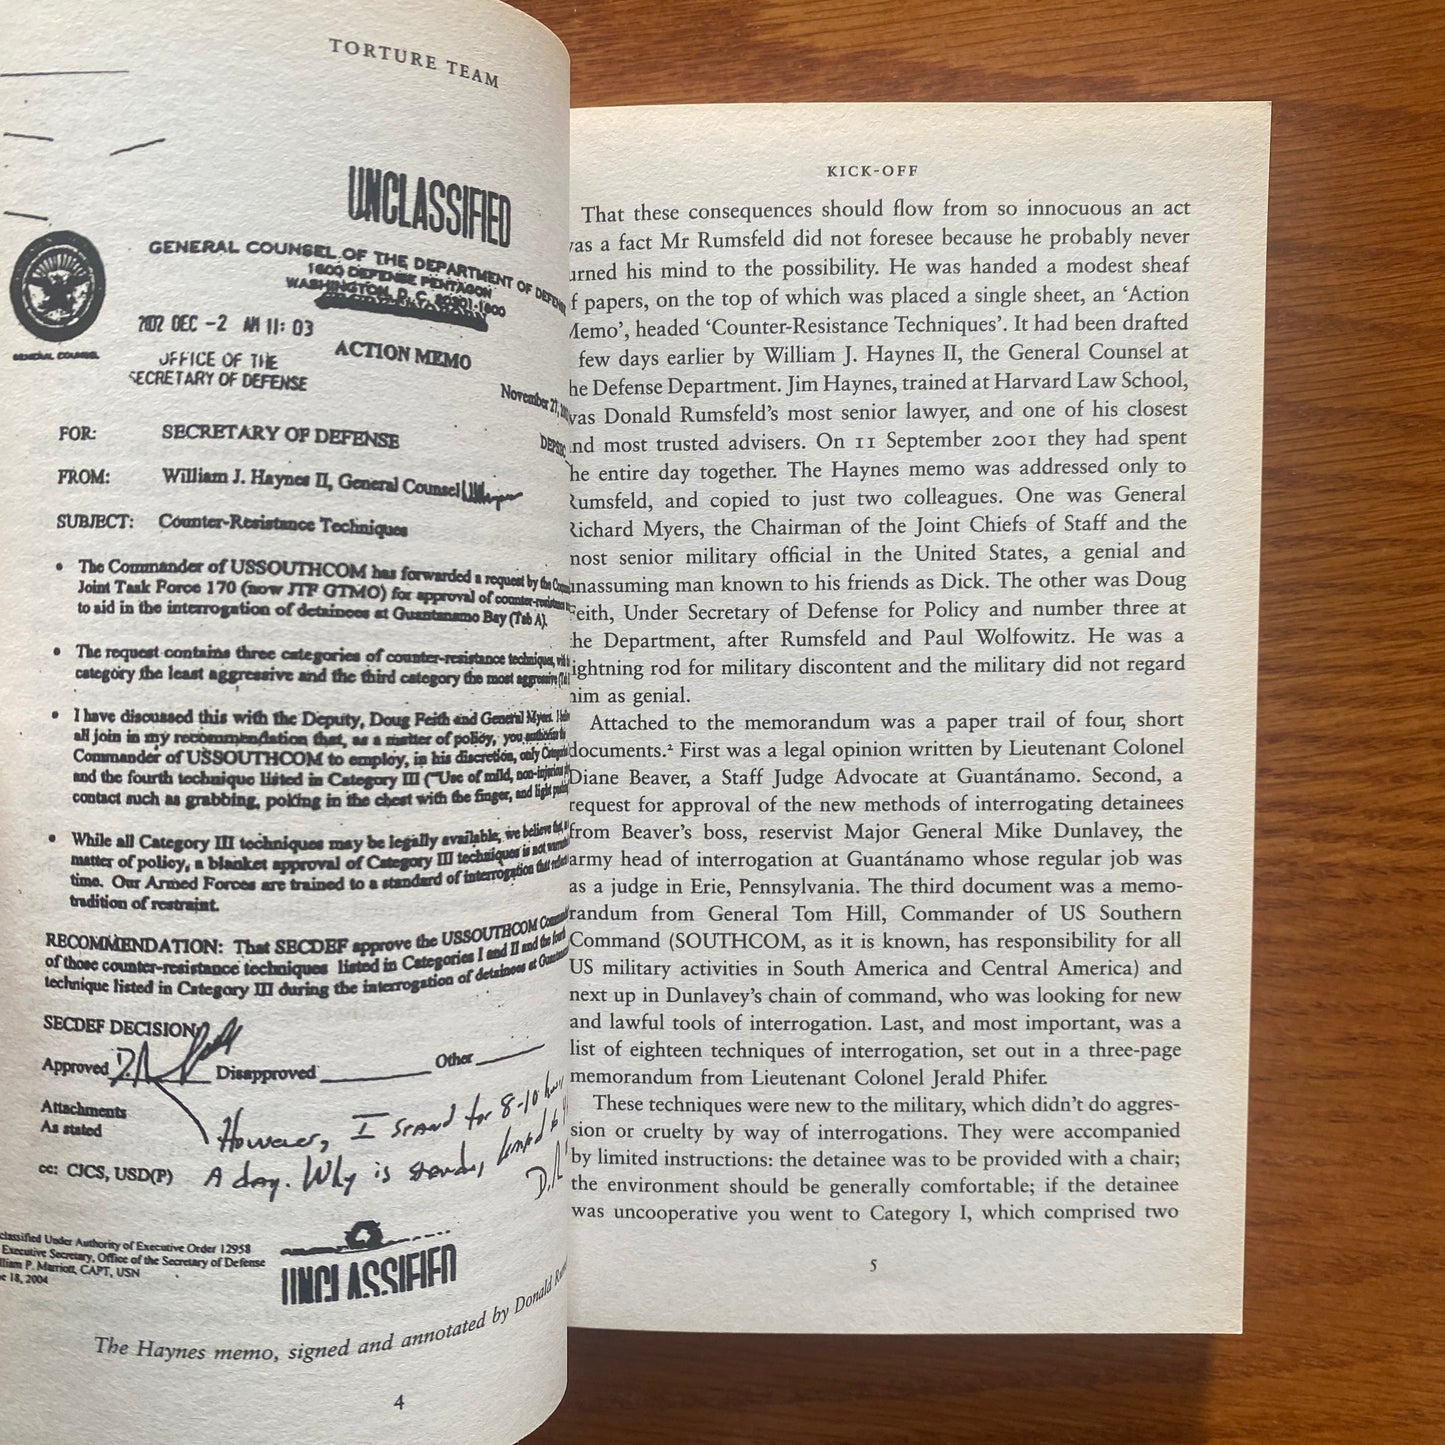 TORTURE TEAM
UNCLASSIFIED
GENERAL COUNSEL OF THE DEPARTMENT OF DEFENSE
1600 DEFENSE PENTAGON
WASHINGTON, D. C. 20301-1600
GENERAL COUNSEL
2002 DEC -2 AM 11: 03
ACTION MEMO
OFFICE OF THE
SECRETARY OF DEFENSE
November 27,
FOR: SECRETARY OF DEFENSE
FROM: William J. Haynes II, General Counsel
SUBJECT: Counter-Resistance Techniques
• The Commander of USSOUTHCOM has forwarded a request by the
Joint Task Force 170 (now JTF GTMO) for approval of counter-resistance
to aid in the interrogation of detainees at Guantanamo Bay (Tab A).
• The request contains three categories of counter-resistance techniques, with
category the least aggressive and the third category the most aggressive
• I have discussed this with the Deputy, Doug Feith and General Myers. I
all join in my recommendation that, as a matter of policy, you authorize the
Commander of USSOUTHCOM to employ, in his discretion, only
and the fourth technique listed in Category III ("Use of mild, non-injurious
contact such as grabbing, poking in the chest with the finger, and light
• While all Category III techniques may be legally available, we believe that,
matter of policy, a blanket approval of Category III techniques is not
time. Our Armed Forces are trained to a standard of interrogation that
tradition of restraint.
RECOMMENDATION: That SECDEF approve the USSOUTHCOM
of those counter-resistance techniques listed in Categories I and II and the fourth
technique listed in Category III during the interrogation of detainees at
SECDEF DECISION
Approved Disapproved Other
Attachments
As stated
However, I stand for 8-10 hours
A day. Why is standing limited to
cc: CJCS, USD(P)
Under Authority of Executive Order 12958
Executive Secretary, Office of the Secretary of Defense
P. Marriott, CAPT, USN
18, 2004
UNCLASSIFIED
The Haynes memo, signed and annotated by Donald
4
KICK-OFF
That these consequences should flow from so innocuous an act
a fact Mr Rumsfeld did not foresee because he probably never
his mind to the possibility. He was handed a modest sheaf
papers, on the top of which was placed a single sheet, an ‘Action
Memo’, headed ‘Counter-Resistance Techniques’. It had been drafted
few days earlier by William J. Haynes II, the General Counsel at
the Defense Department. Jim Haynes, trained at Harvard Law School,
was Donald Rumsfeld’s most senior lawyer, and one of his closest
and most trusted advisers. On 11 September 2001 they had spent
the entire day together. The Haynes memo was addressed only to
Rumsfeld, and copied to just two colleagues. One was General
Richard Myers, the Chairman of the Joint Chiefs of Staff and the
most senior military official in the United States, a genial and
unassuming man known to his friends as Dick. The other was Doug
Feith, Under Secretary of Defense for Policy and number three at
the Department, after Rumsfeld and Paul Wolfowitz. He was a
lightning rod for military discontent and the military did not regard
him as genial.
Attached to the memorandum was a paper trail of four, short
documents.² First was a legal opinion written by Lieutenant Colonel
Diane Beaver, a Staff Judge Advocate at Guantánamo. Second, a
request for approval of the new methods of interrogating detainees
from Beaver’s boss, reservist Major General Mike Dunlavey, the
army head of interrogation at Guantánamo whose regular job was
as a judge in Erie, Pennsylvania. The third document was a memo-
randum from General Tom Hill, Commander of US Southern
Command (SOUTHCOM, as it is known, has responsibility for all
US military activities in South America and Central America) and
next up in Dunlavey’s chain of command, who was looking for new
and lawful tools of interrogation. Last, and most important, was a
list of eighteen techniques of interrogation, set out in a three-page
memorandum from Lieutenant Colonel Jerald Phifer.
These techniques were new to the military, which didn’t do aggres-
sion or cruelty by way of interrogations. They were accompanied
by limited instructions: the detainee was to be provided with a chair;
the environment should be generally comfortable; if the detainee
was uncooperative you went to Category I, which comprised two
5